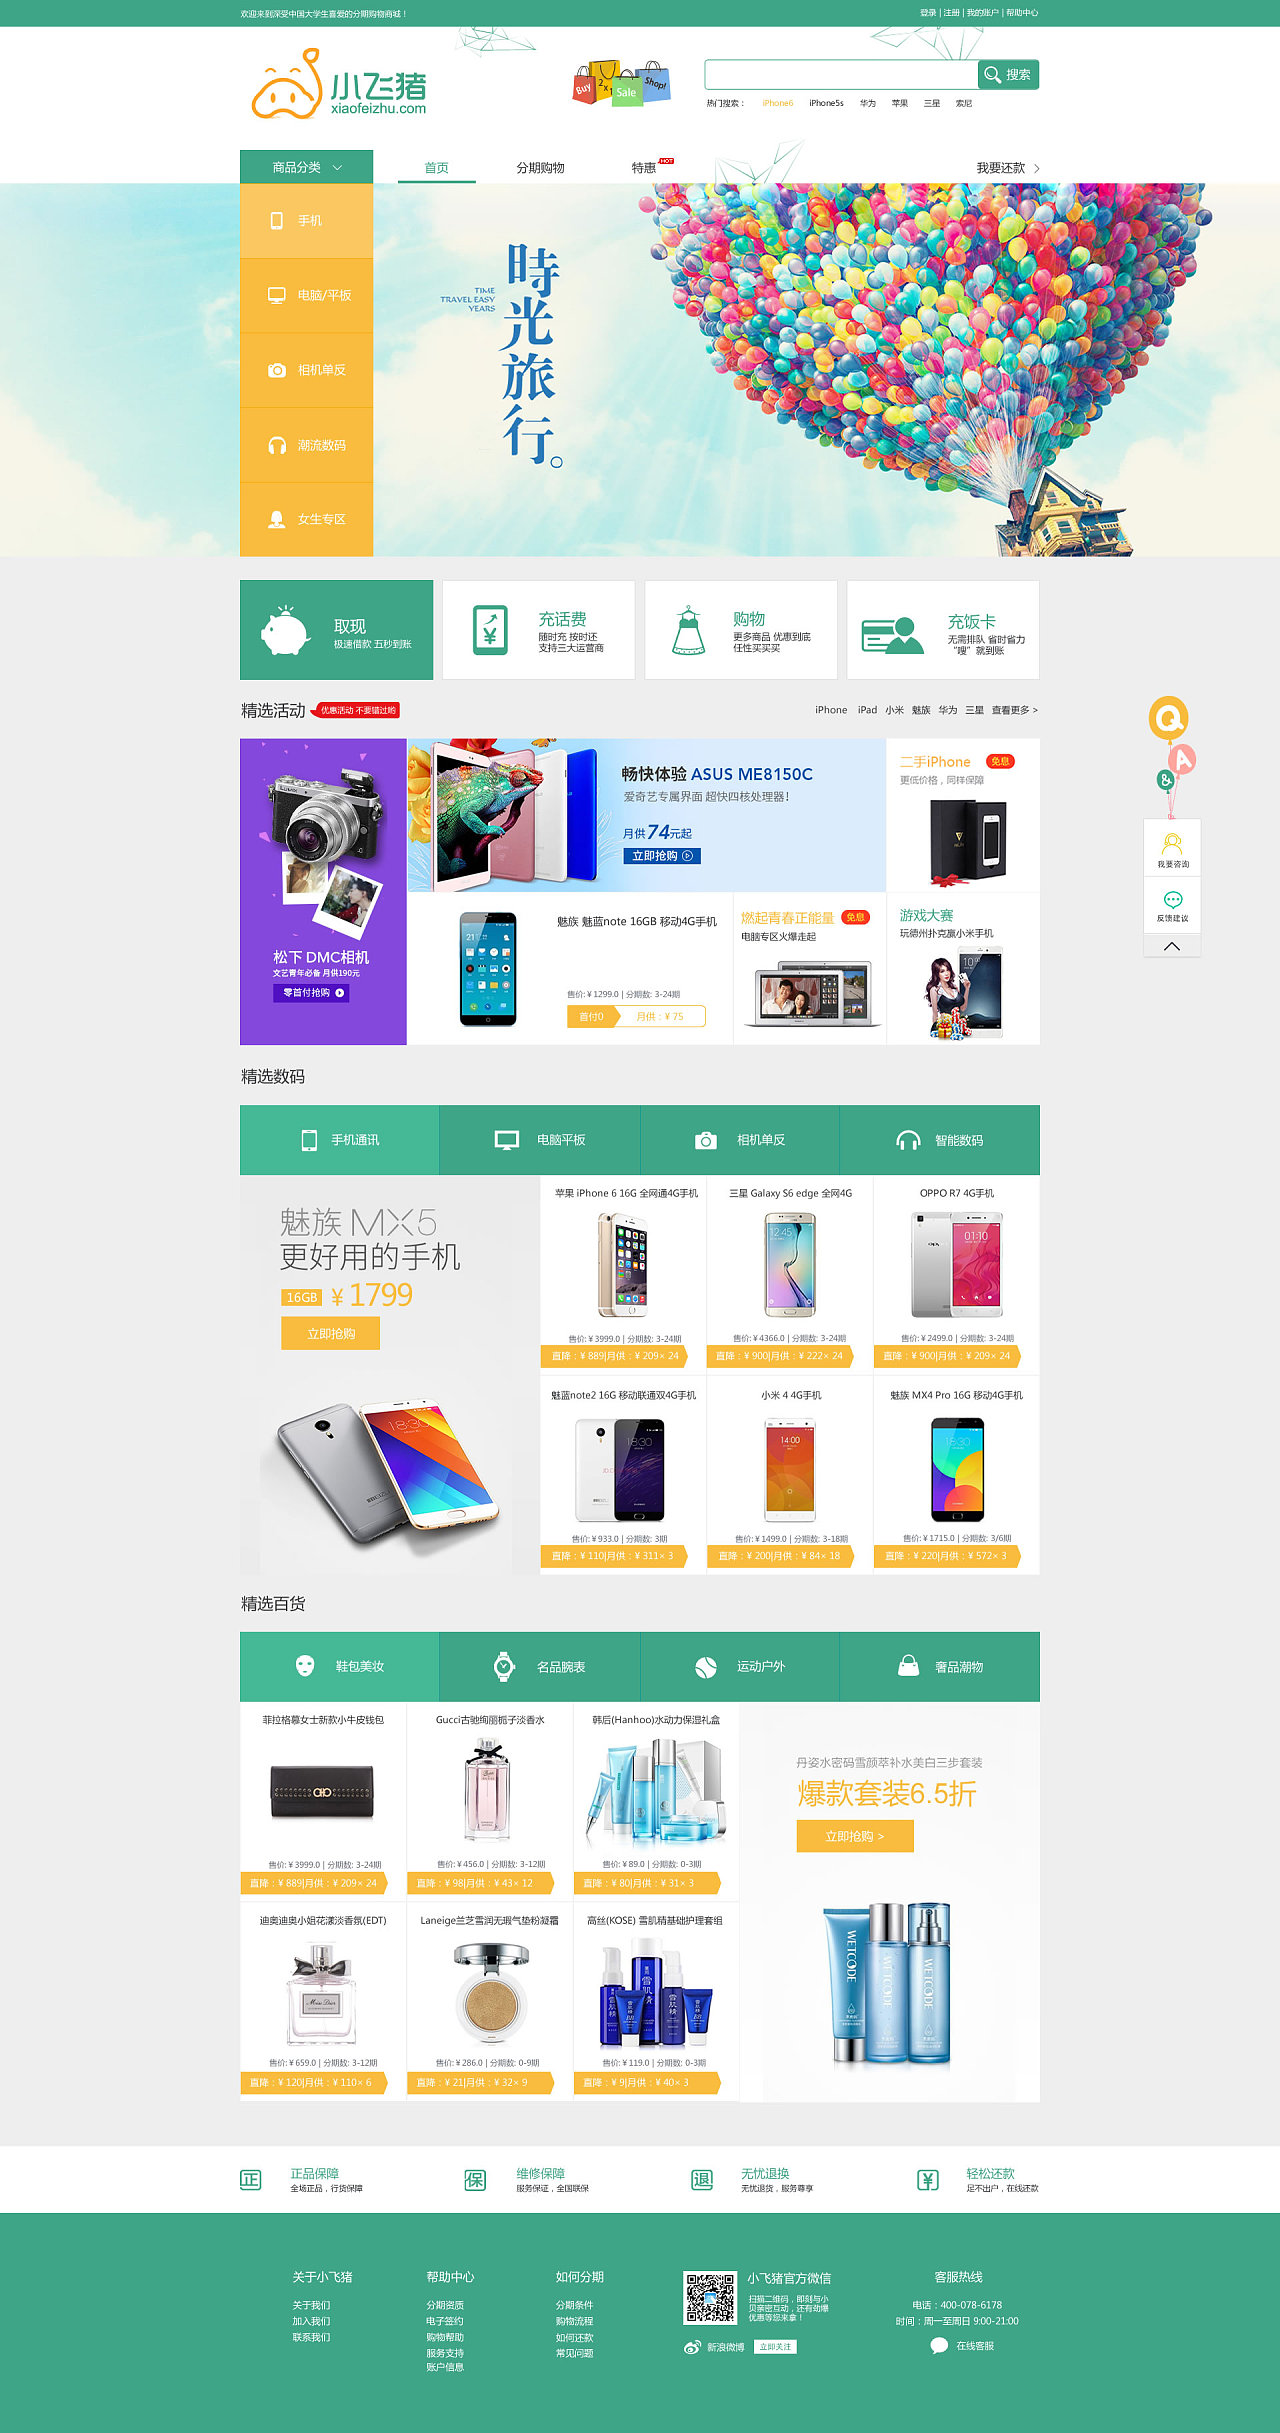 欢迎来到深受中国大学生喜爱的分期购物商城！
登录 | 注册 | 我的账户 | 帮助中心
小飞猪
xiaofeizhu.com
Buy
2
Sale
Shop!
搜索
热门搜索： iPhone6 iPhone5s 华为 苹果 三星 索尼
商品分类
首页
分期购物
特惠
HOT
我要还款
手机
电脑/平板
相机单反
潮流数码
女生专区
TIME
TRAVEL EASY
YEARS
時光旅行。
取现
极速借款 五秒到账
充话费
随时充 按时还
支持三大运营商
购物
更多商品 优惠到底
任性买买买
充饭卡
无需排队 省时省力
“嗖”就到账
精选活动
优惠活动 不要错过哟
iPhone iPad 小米 魅族 华为 三星 查看更多 >
Q
A
&
我要咨询
反馈建议
LUMIX
松下 DMC相机
文艺青年必备 月供190元
零首付抢购
畅快体验 ASUS ME8150C
爱奇艺专属界面 超快四核处理器！
月供74元起
立即抢购
二手iPhone 免息
更低价格，同样保障
魅族 魅蓝note 16GB 移动4G手机
售价: ¥ 1299.0 | 分期数: 3-24期
首付0
月供：¥ 75
燃起青春正能量 免息
电脑专区火爆走起
游戏大赛
玩德州扑克赢小米手机
精选数码
手机通讯
电脑平板
相机单反
智能数码
魅族 MX5
更好用的手机
16GB ¥ 1799
立即抢购
18:30
MEIZU
苹果 iPhone 6 16G 全网通4G手机
售价: ¥ 3999.0 | 分期数: 3-24期
直降：¥ 889|月供：¥ 209× 24
三星 Galaxy S6 edge 全网4G
12:45
售价: ¥ 4366.0 | 分期数: 3-24期
直降：¥ 900|月供：¥ 222× 24
OPPO R7 4G手机
01:10
售价: ¥ 2499.0 | 分期数: 3-24期
直降：¥ 900|月供：¥ 209× 24
魅蓝note2 16G 移动联通双4G手机
18:30
售价: ¥ 933.0 | 分期数: 3期
直降：¥ 110|月供：¥ 311× 3
小米 4 4G手机
14:00
售价: ¥ 1499.0 | 分期数: 3-18期
直降：¥ 200|月供：¥ 84× 18
魅族 MX4 Pro 16G 移动4G手机
18:30
售价: ¥ 1715.0 | 分期数: 3/6期
直降：¥ 220|月供：¥ 572× 3
精选百货
鞋包美妆
名品腕表
运动户外
奢品潮物
菲拉格慕女士新款小牛皮钱包
售价: ¥ 3999.0 | 分期数: 3-24期
直降：¥ 889|月供：¥ 209× 24
Gucci古驰绚丽栀子淡香水
售价: ¥ 456.0 | 分期数: 3-12期
直降：¥ 98|月供：¥ 43× 12
韩后(Hanhoo)水动力保湿礼盒
售价: ¥ 89.0 | 分期数: 0-3期
直降：¥ 80|月供：¥ 31× 3
丹姿水密码雪颜萃补水美白三步套装
爆款套装6.5折
立即抢购 >
WETCODE
WETCODE
WETCODE
迪奥迪奥小姐花漾淡香氛(EDT)
Miss Dior
售价: ¥ 659.0 | 分期数: 3-12期
直降：¥ 120|月供：¥ 110× 6
Laneige兰芝雪润无瑕气垫粉凝霜
售价: ¥ 286.0 | 分期数: 0-9期
直降：¥ 21|月供：¥ 32× 9
高丝(KOSE) 雪肌精基础护理套组
雪肌精
售价: ¥ 119.0 | 分期数: 0-3期
直降：¥ 9|月供：¥ 40× 3
正
正品保障
全场正品，行货保障
保
维修保障
服务保证，全国联保
退
无忧退换
无忧退货，服务尊享
¥
轻松还款
足不出户，在线还款
关于小飞猪
关于我们
加入我们
联系我们
帮助中心
分期资质
电子签约
购物帮助
服务支持
账户信息
如何分期
分期条件
购物流程
如何还款
常见问题
小飞猪官方微信
扫描二维码，即刻与小
贝亲密互动，还有劲爆
优惠等您来拿！
新浪微博 立即关注
客服热线
电话：400-078-6178
时间：周一至周日 9:00-21:00
在线客服